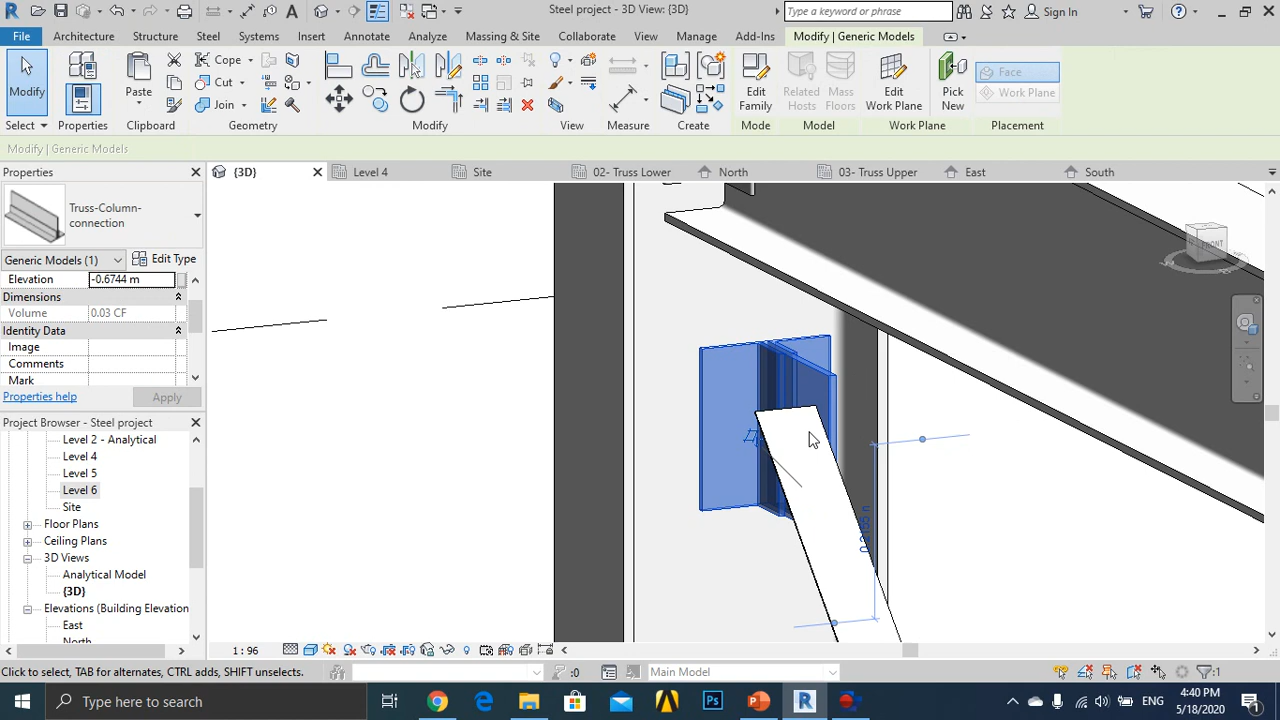 Steel project - 3D View: {3D}
Type a keyword or phrase
Sign In
File
Architecture
Structure
Steel
Systems
Insert
Annotate
Analyze
Massing & Site
Collaborate
View
Manage
Add-Ins
Modify | Generic Models
Modify
Paste
Cope
Cut
Join
Edit
Family
Related
Hosts
Mass
Floors
Edit
Work Plane
Pick
New
Face
Work Plane
Select
Properties
Clipboard
Geometry
Modify
View
Measure
Create
Mode
Model
Work Plane
Placement
Modify | Generic Models
Properties
{3D}
Level 4
Site
02- Truss Lower
North
03- Truss Upper
East
South
Truss-Column-
connection
Generic Models (1)
Edit Type
Elevation
-0.6744 m
Dimensions
Volume
0.03 CF
Identity Data
Image
Comments
Mark
Properties help
Apply
Project Browser - Steel project
Level 2 - Analytical
Level 4
Level 5
Level 6
Site
Floor Plans
Ceiling Plans
3D Views
Analytical Model
{3D}
Elevations (Building Elevation
East
North
FRONT
1 : 96
Click to select, TAB for alternates, CTRL adds, SHIFT unselects.
:0
Main Model
:1
Type here to search
Ps
R
ENG
4:40 PM
5/18/2020